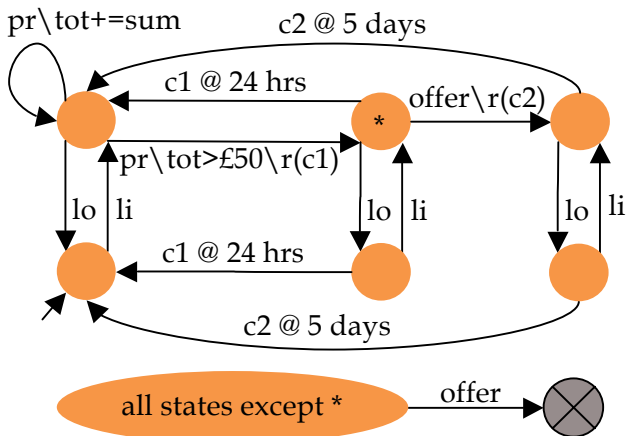 pr\tot+=sum
c2 @ 5 days
c1 @ 24 hrs
offer\r(c2)
*
pr\tot>£50\r(c1)
lo
li
lo
li
lo
li
c1 @ 24 hrs
c2 @ 5 days
all states except *
offer